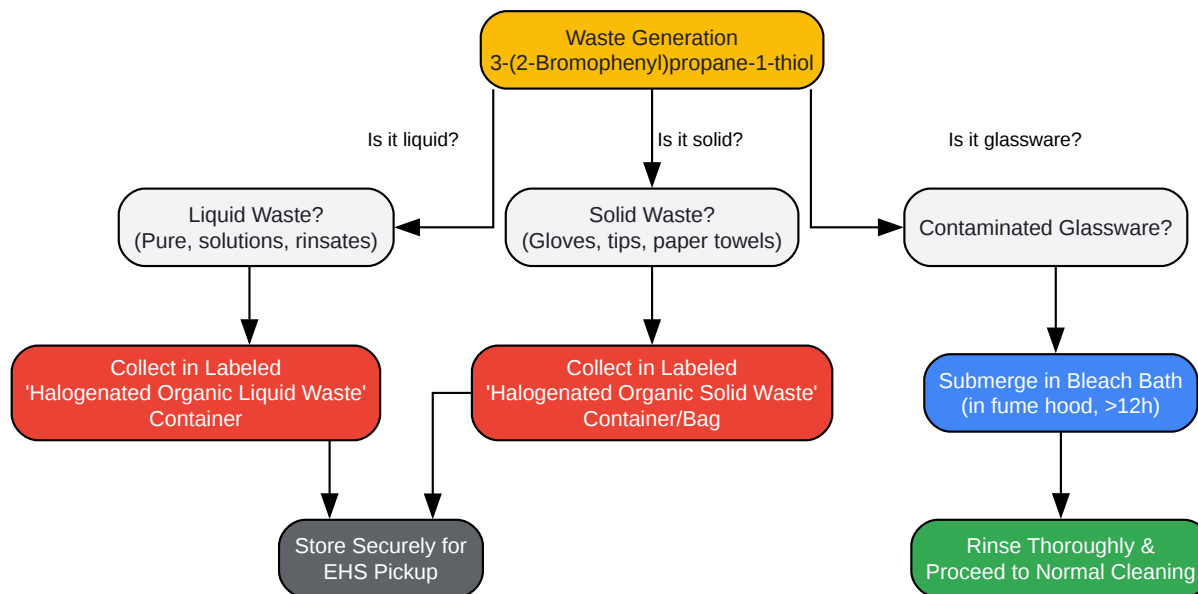 Waste Generation
3-(2-Bromophenyl)propane-1-thiol
Is it liquid?
Is it solid?
Is it glassware?
Liquid Waste?
(Pure, solutions, rinsates)
Solid Waste?
(Gloves, tips, paper towels)
Contaminated Glassware?
Collect in Labeled
'Halogenated Organic Liquid Waste'
Container
Collect in Labeled
'Halogenated Organic Solid Waste'
Container/Bag
Submerge in Bleach Bath
(in fume hood, >12h)
Store Securely for
EHS Pickup
Rinse Thoroughly &
Proceed to Normal Cleaning